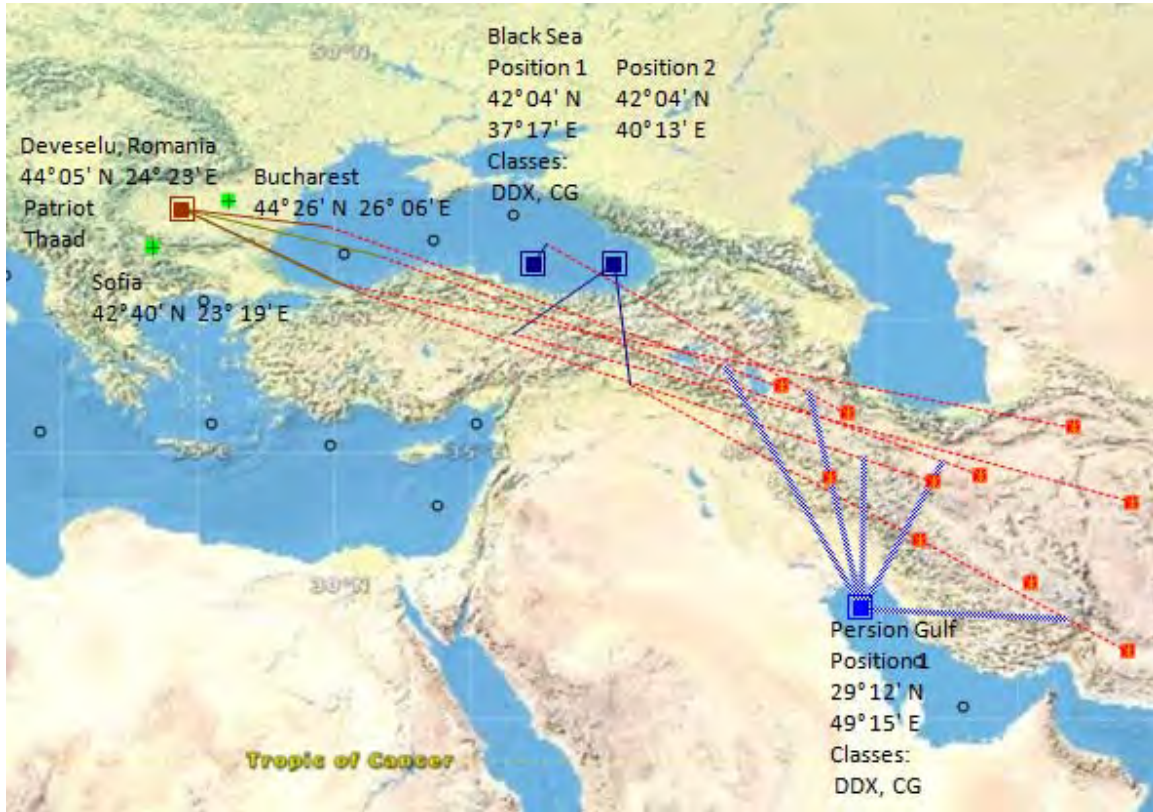 50°N
Black Sea
Position 1 Position 2
42° 04' N 42° 04' N
37° 17' E 40° 13' E
Classes:
DDX, CG
Deveselu, Romania
44° 05' N 24° 23' E
Patriot
Thaad
Bucharest
44° 26' N 26° 06' E
Sofia
42° 40' N 23° 19' E
30°N
Persion Gulf
Position 1
29° 12' N
49° 15' E
Classes:
DDX, CG
Tropic of Cancer